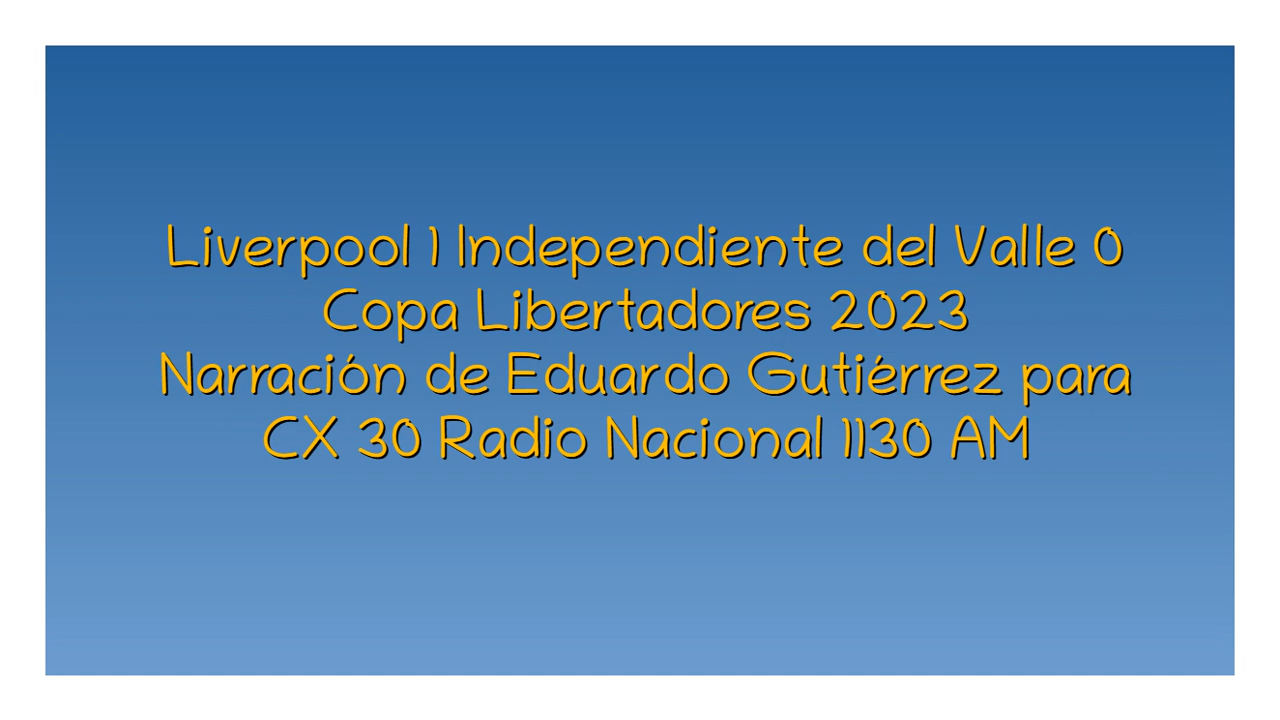 Liverpool 1 Independiente del Valle 0
Copa Libertadores 2023
Narración de Eduardo Gutiérrez para
CX 30 Radio Nacional 1130 AM